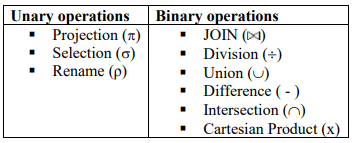 Unary operations
Binary operations
▪ Projection (π)
▪ Selection (σ)
▪ Rename (ρ)
▪ JOIN (⋈)
▪ Division (÷)
▪ Union (∪)
▪ Difference ( - )
▪ Intersection (∩)
▪ Cartesian Product (x)